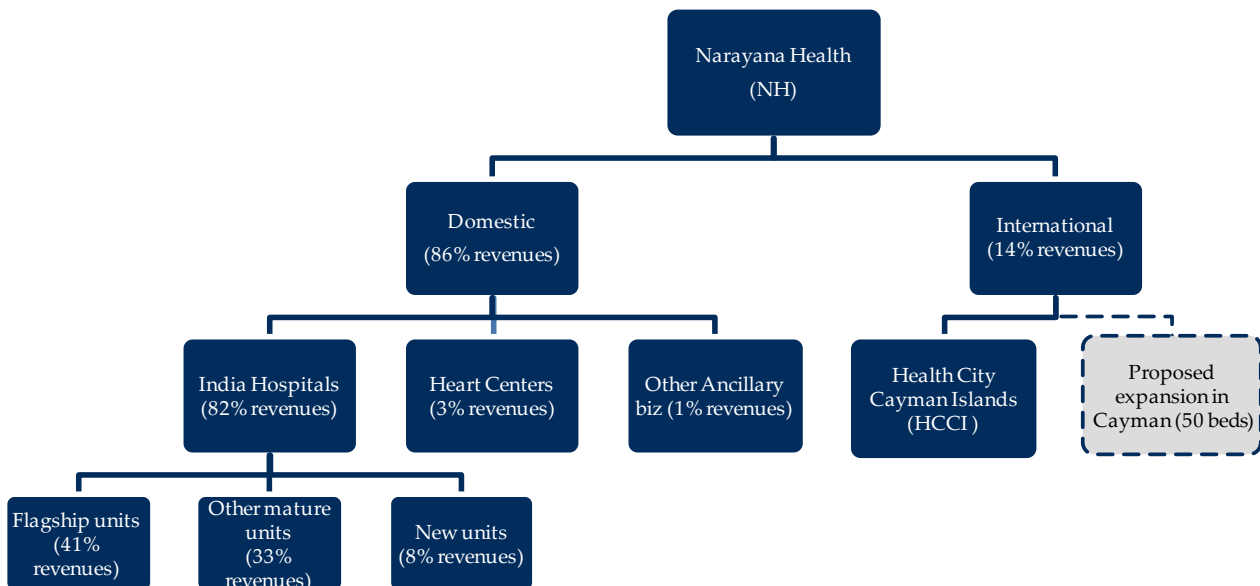 Narayana Health
(NH)
Domestic
(86% revenues)
International
(14% revenues)
India Hospitals
(82% revenues)
Heart Centers
(3% revenues)
Other Ancillary
biz (1% revenues)
Health City
Cayman Islands
(HCCI )
Proposed
expansion in
Cayman (50 beds)
Flagship units
(41%
revenues)
Other mature
units
(33%
revenues)
New units
(8% revenues)